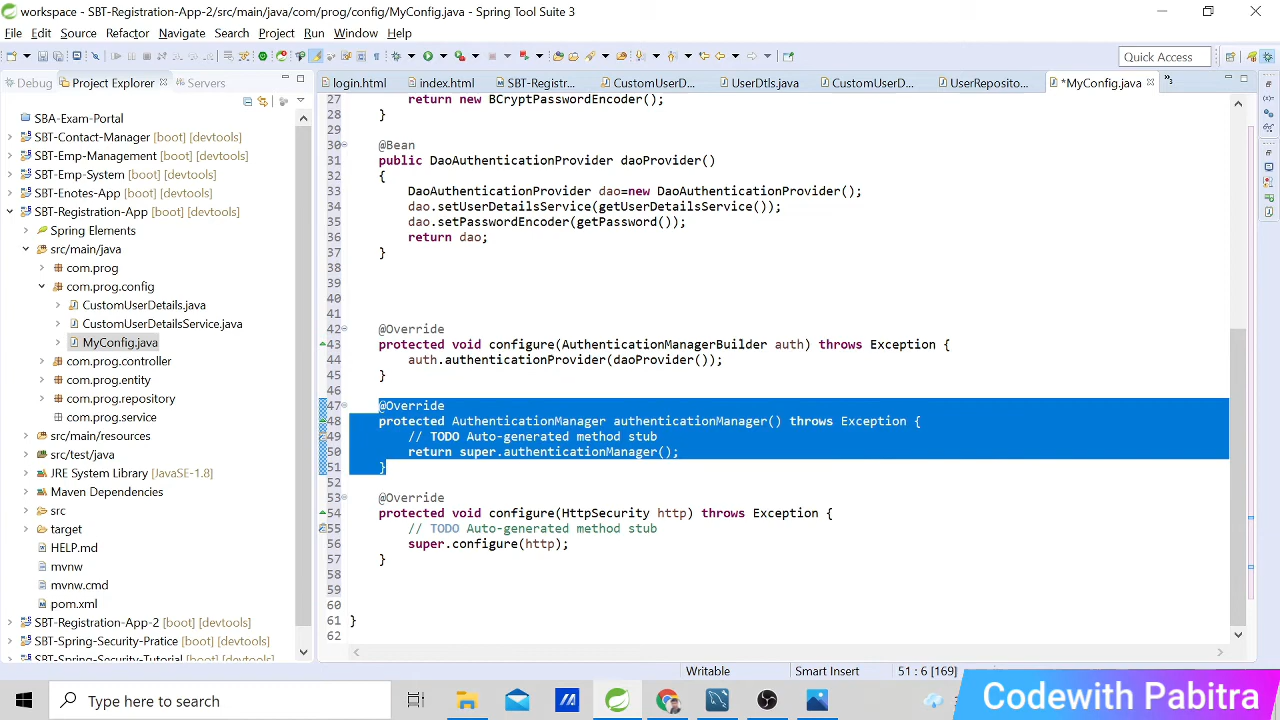 workspace - SBT-Registration-App-2/src/main/java/com/prog/config/MyConfig.java - Spring Tool Suite 3
File Edit Source Refactor Navigate Search Project Run Window Help
Quick Access
Debug Project Explorer Servers
login.html index.html SBT-Registr... CustomUserD... UserDtls.java CustomUserD... UserReposito... *MyConfig.java
SBA-Exam-Portal
SBT-Contact-Manager [boot] [devtools]
SBT-Emp-Management [boot] [devtools]
SBT-Emp-System [boot] [devtools]
SBT-Enotes-App [boot] [devtools]
SBT-Registration-App [boot] [devtools]
Spring Elements
src/main/java
com.prog
com.prog.config
CustomUserDetails.java
CustomUserDetailsService.java
MyConfig.java
com.prog.controller
com.prog.entity
com.prog.repository
com.prog.service
src/main/resources
src/test/java
JRE System Library [JavaSE-1.8]
Maven Dependencies
src
target
HELP.md
mvnw
mvnw.cmd
pom.xml
SBT-Registration-App-2 [boot] [devtools]
SBT-Spring-Security-Pratice [boot] [devtools]
SBT-Spring-Security-Tutorial [boot] [devtools]
27 return new BCryptPasswordEncoder();
28 }
29
30 @Bean
31 public DaoAuthenticationProvider daoProvider()
32 {
33 DaoAuthenticationProvider dao=new DaoAuthenticationProvider();
34 dao.setUserDetailsService(getUserDetailsService());
35 dao.setPasswordEncoder(getPassword());
36 return dao;
37 }
38
39
40
41
42 @Override
43 protected void configure(AuthenticationManagerBuilder auth) throws Exception {
44 auth.authenticationProvider(daoProvider());
45 }
46
47 @Override
48 protected AuthenticationManager authenticationManager() throws Exception {
49 // TODO Auto-generated method stub
50 return super.authenticationManager();
51 }
52
53 @Override
54 protected void configure(HttpSecurity http) throws Exception {
55 // TODO Auto-generated method stub
56 super.configure(http);
57 }
58
59
60
61 }
62
Writable Smart Insert 51 : 6 [169]
Type here to search
Codewith Pabitra